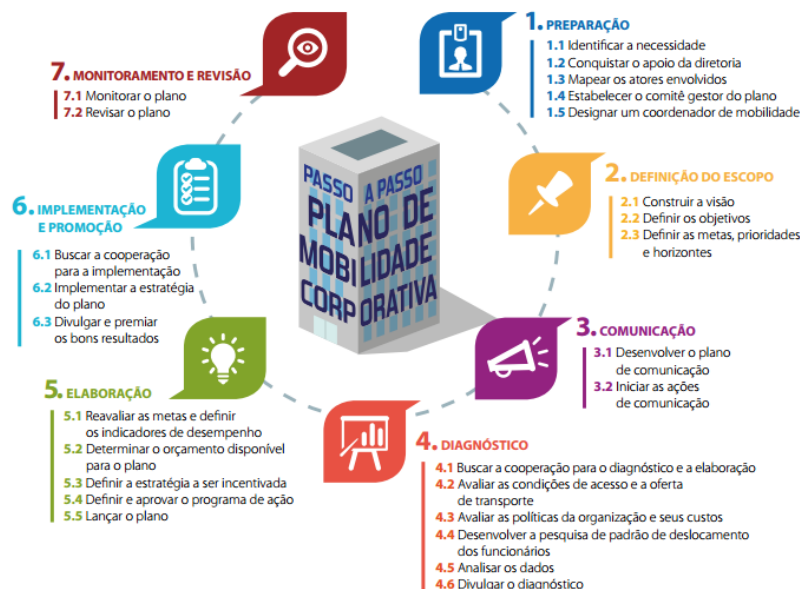 PASSO A PASSO
PLANO DE
MOBILIDADE
CORPORATIVA
1. PREPARAÇÃO
1.1 Identificar a necessidade
1.2 Conquistar o apoio da diretoria
1.3 Mapear os atores envolvidos
1.4 Estabelecer o comitê gestor do plano
1.5 Designar um coordenador de mobilidade
2. DEFINIÇÃO DO ESCOPO
2.1 Construir a visão
2.2 Definir os objetivos
2.3 Definir as metas, prioridades
e horizontes
3. COMUNICAÇÃO
3.1 Desenvolver o plano
de comunicação
3.2 Iniciar as ações
de comunicação
4. DIAGNÓSTICO
4.1 Buscar a cooperação para o diagnóstico e a elaboração
4.2 Avaliar as condições de acesso e a oferta
de transporte
4.3 Avaliar as políticas da organização e seus custos
4.4 Desenvolver a pesquisa de padrão de deslocamento
dos funcionários
4.5 Analisar os dados
4.6 Divulgar o diagnóstico
5. ELABORAÇÃO
5.1 Reavaliar as metas e definir
os indicadores de desempenho
5.2 Determinar o orçamento disponível
para o plano
5.3 Definir a estratégia a ser incentivada
5.4 Definir e aprovar o programa de ação
5.5 Lançar o plano
6. IMPLEMENTAÇÃO
E PROMOÇÃO
6.1 Buscar a cooperação
para a implementação
6.2 Implementar a estratégia
do plano
6.3 Divulgar e premiar
os bons resultados
7. MONITORAMENTO E REVISÃO
7.1 Monitorar o plano
7.2 Revisar o plano